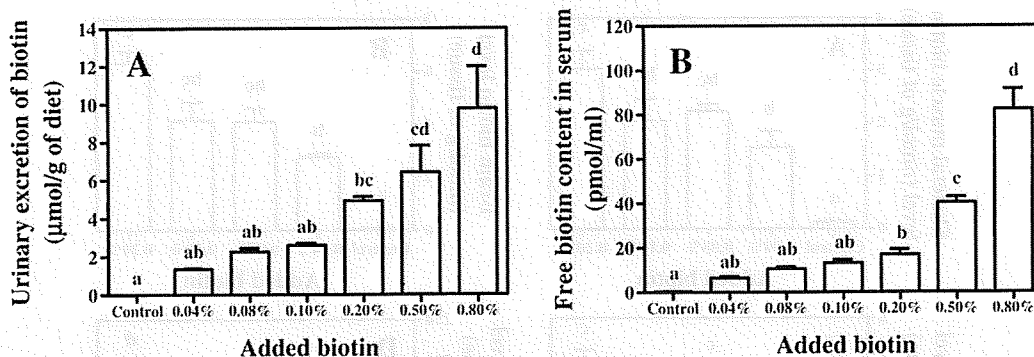 A
Urinary excretion of biotin
(μmol/g of diet)
14
12
10
8
6
4
2
0
a
ab
ab
ab
bc
cd
d
Control 0.04% 0.08% 0.10% 0.20% 0.50% 0.80%
Added biotin
B
Free biotin content in serum
(pmol/ml)
120
100
80
60
40
20
0
a
ab
ab
ab
b
c
d
Control 0.04% 0.08% 0.10% 0.20% 0.50% 0.80%
Added biotin